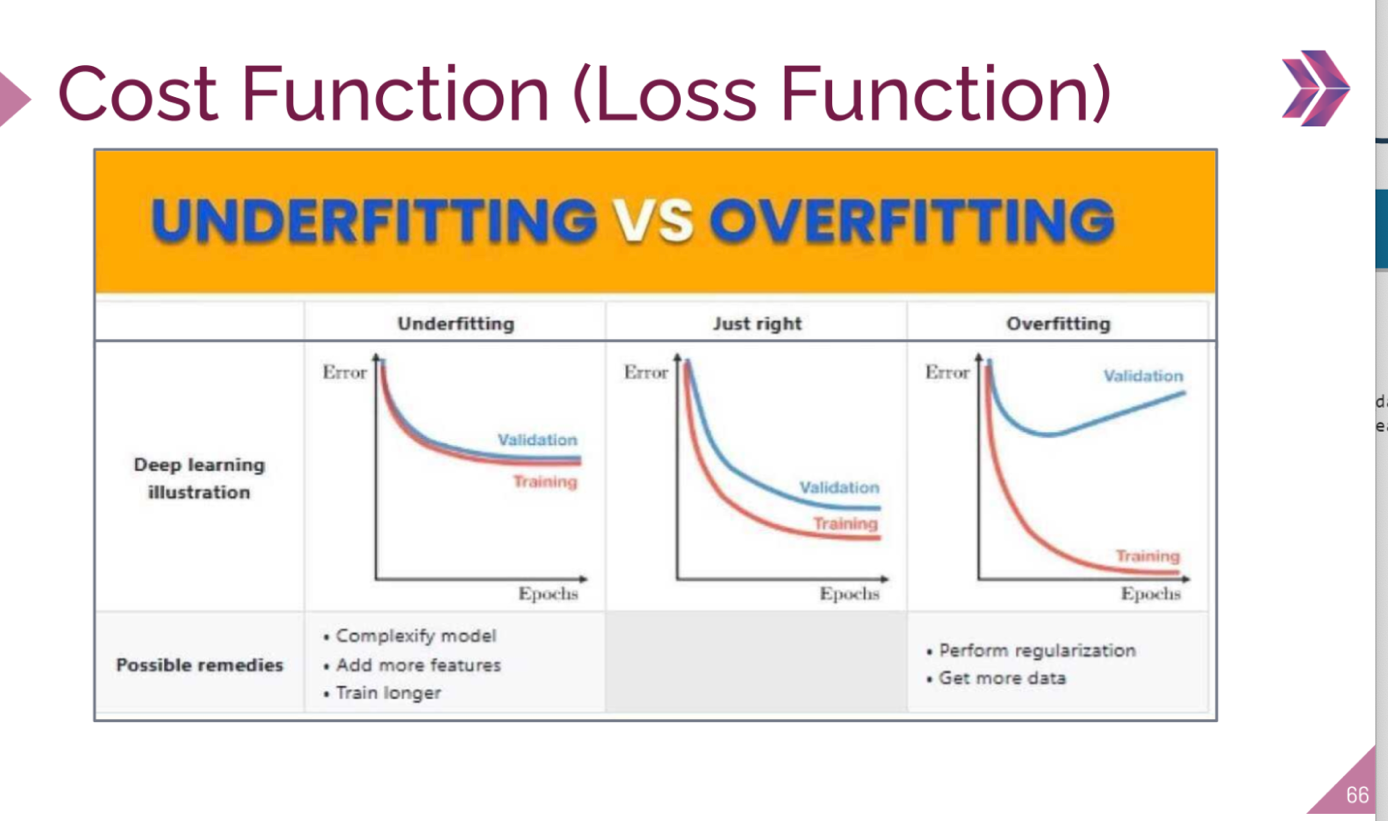 Cost Function (Loss Function)
UNDERFITTING VS OVERFITTING
Underfitting
Just right
Overfitting
Deep learning
illustration
Error
Validation
Training
Epochs
Error
Validation
Training
Epochs
Error
Validation
Training
Epochs
Possible remedies
• Complexify model
• Add more features
• Train longer
• Perform regularization
• Get more data
66